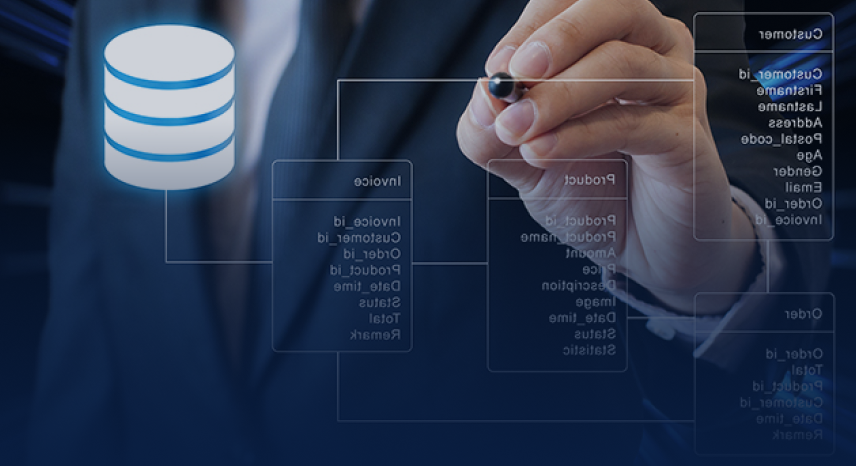 Customer
Customer_id
Firstname
Lastname
Address
Postal_code
Age
Gender
Email
Order_id
Invoice_id
Invoice
Invoice_id
Customer_id
Order_id
Product_id
Date_time
Status
Total
Remark
Product
Product_id
Product_name
Amount
Price
Description
Image
Date_time
Status
Statistic
Order
Order_id
Total
Product_id
Customer_id
Date_time
Remark